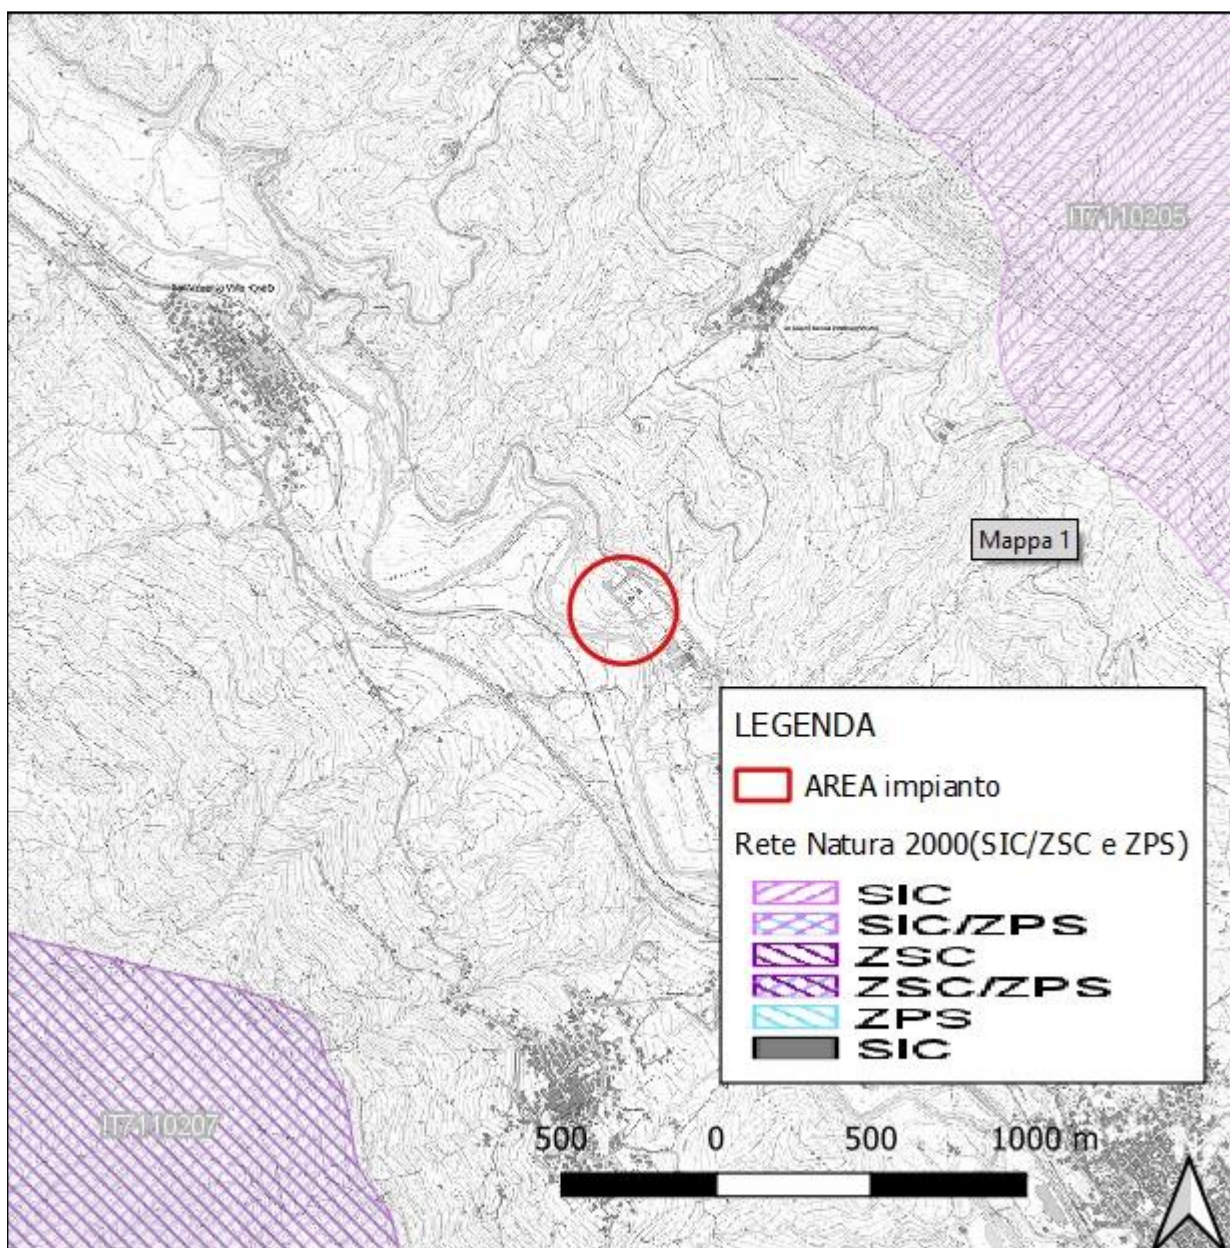 IT7110205
Mappa 1
LEGENDA
AREA impianto
Rete Natura 2000(SIC/ZSC e ZPS)
SIC
SIC/ZPS
ZSC
ZSC/ZPS
ZPS
SIC
IT7110207
500 0 500 1000 m